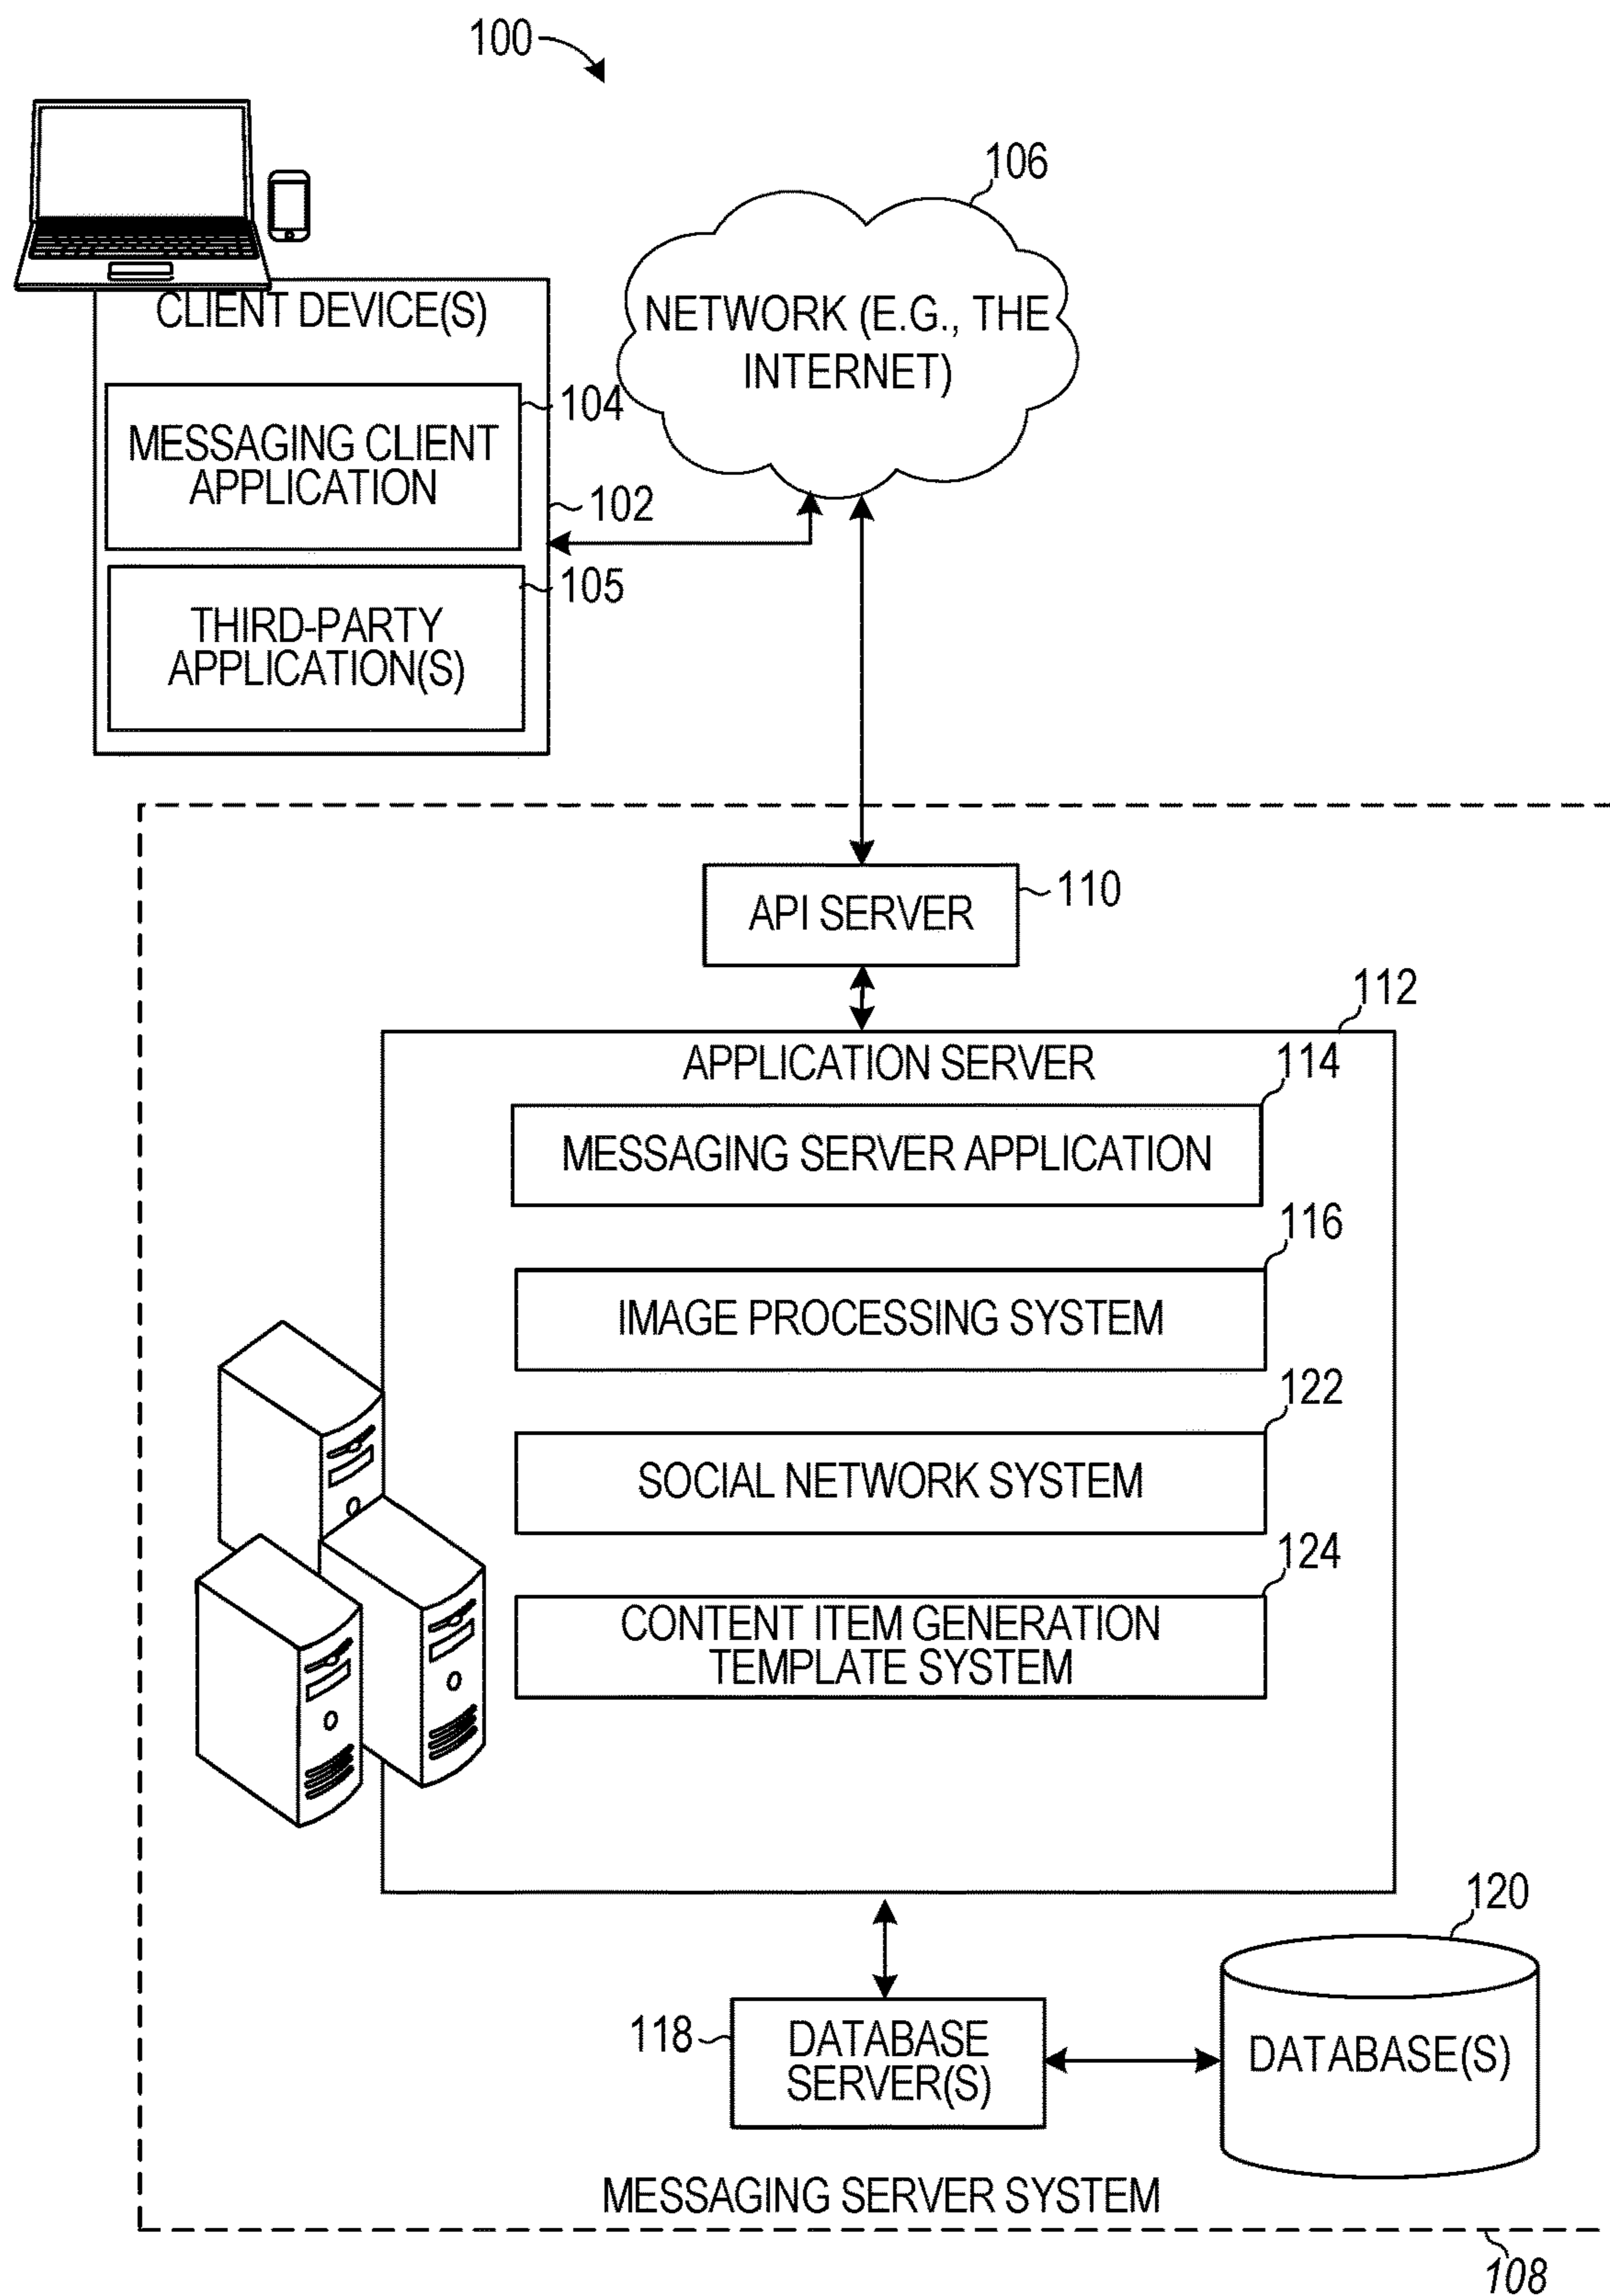 100
106
CLIENT DEVICE(S)
NETWORK (E.G., THE
INTERNET)
104
MESSAGING CLIENT
APPLICATION
102
105
THIRD-PARTY
APPLICATION(S)
API SERVER
110
112
APPLICATION SERVER
114
MESSAGING SERVER APPLICATION
116
IMAGE PROCESSING SYSTEM
122
SOCIAL NETWORK SYSTEM
124
CONTENT ITEM GENERATION
TEMPLATE SYSTEM
120
118
DATABASE
SERVER(S)
DATABASE(S)
MESSAGING SERVER SYSTEM
108